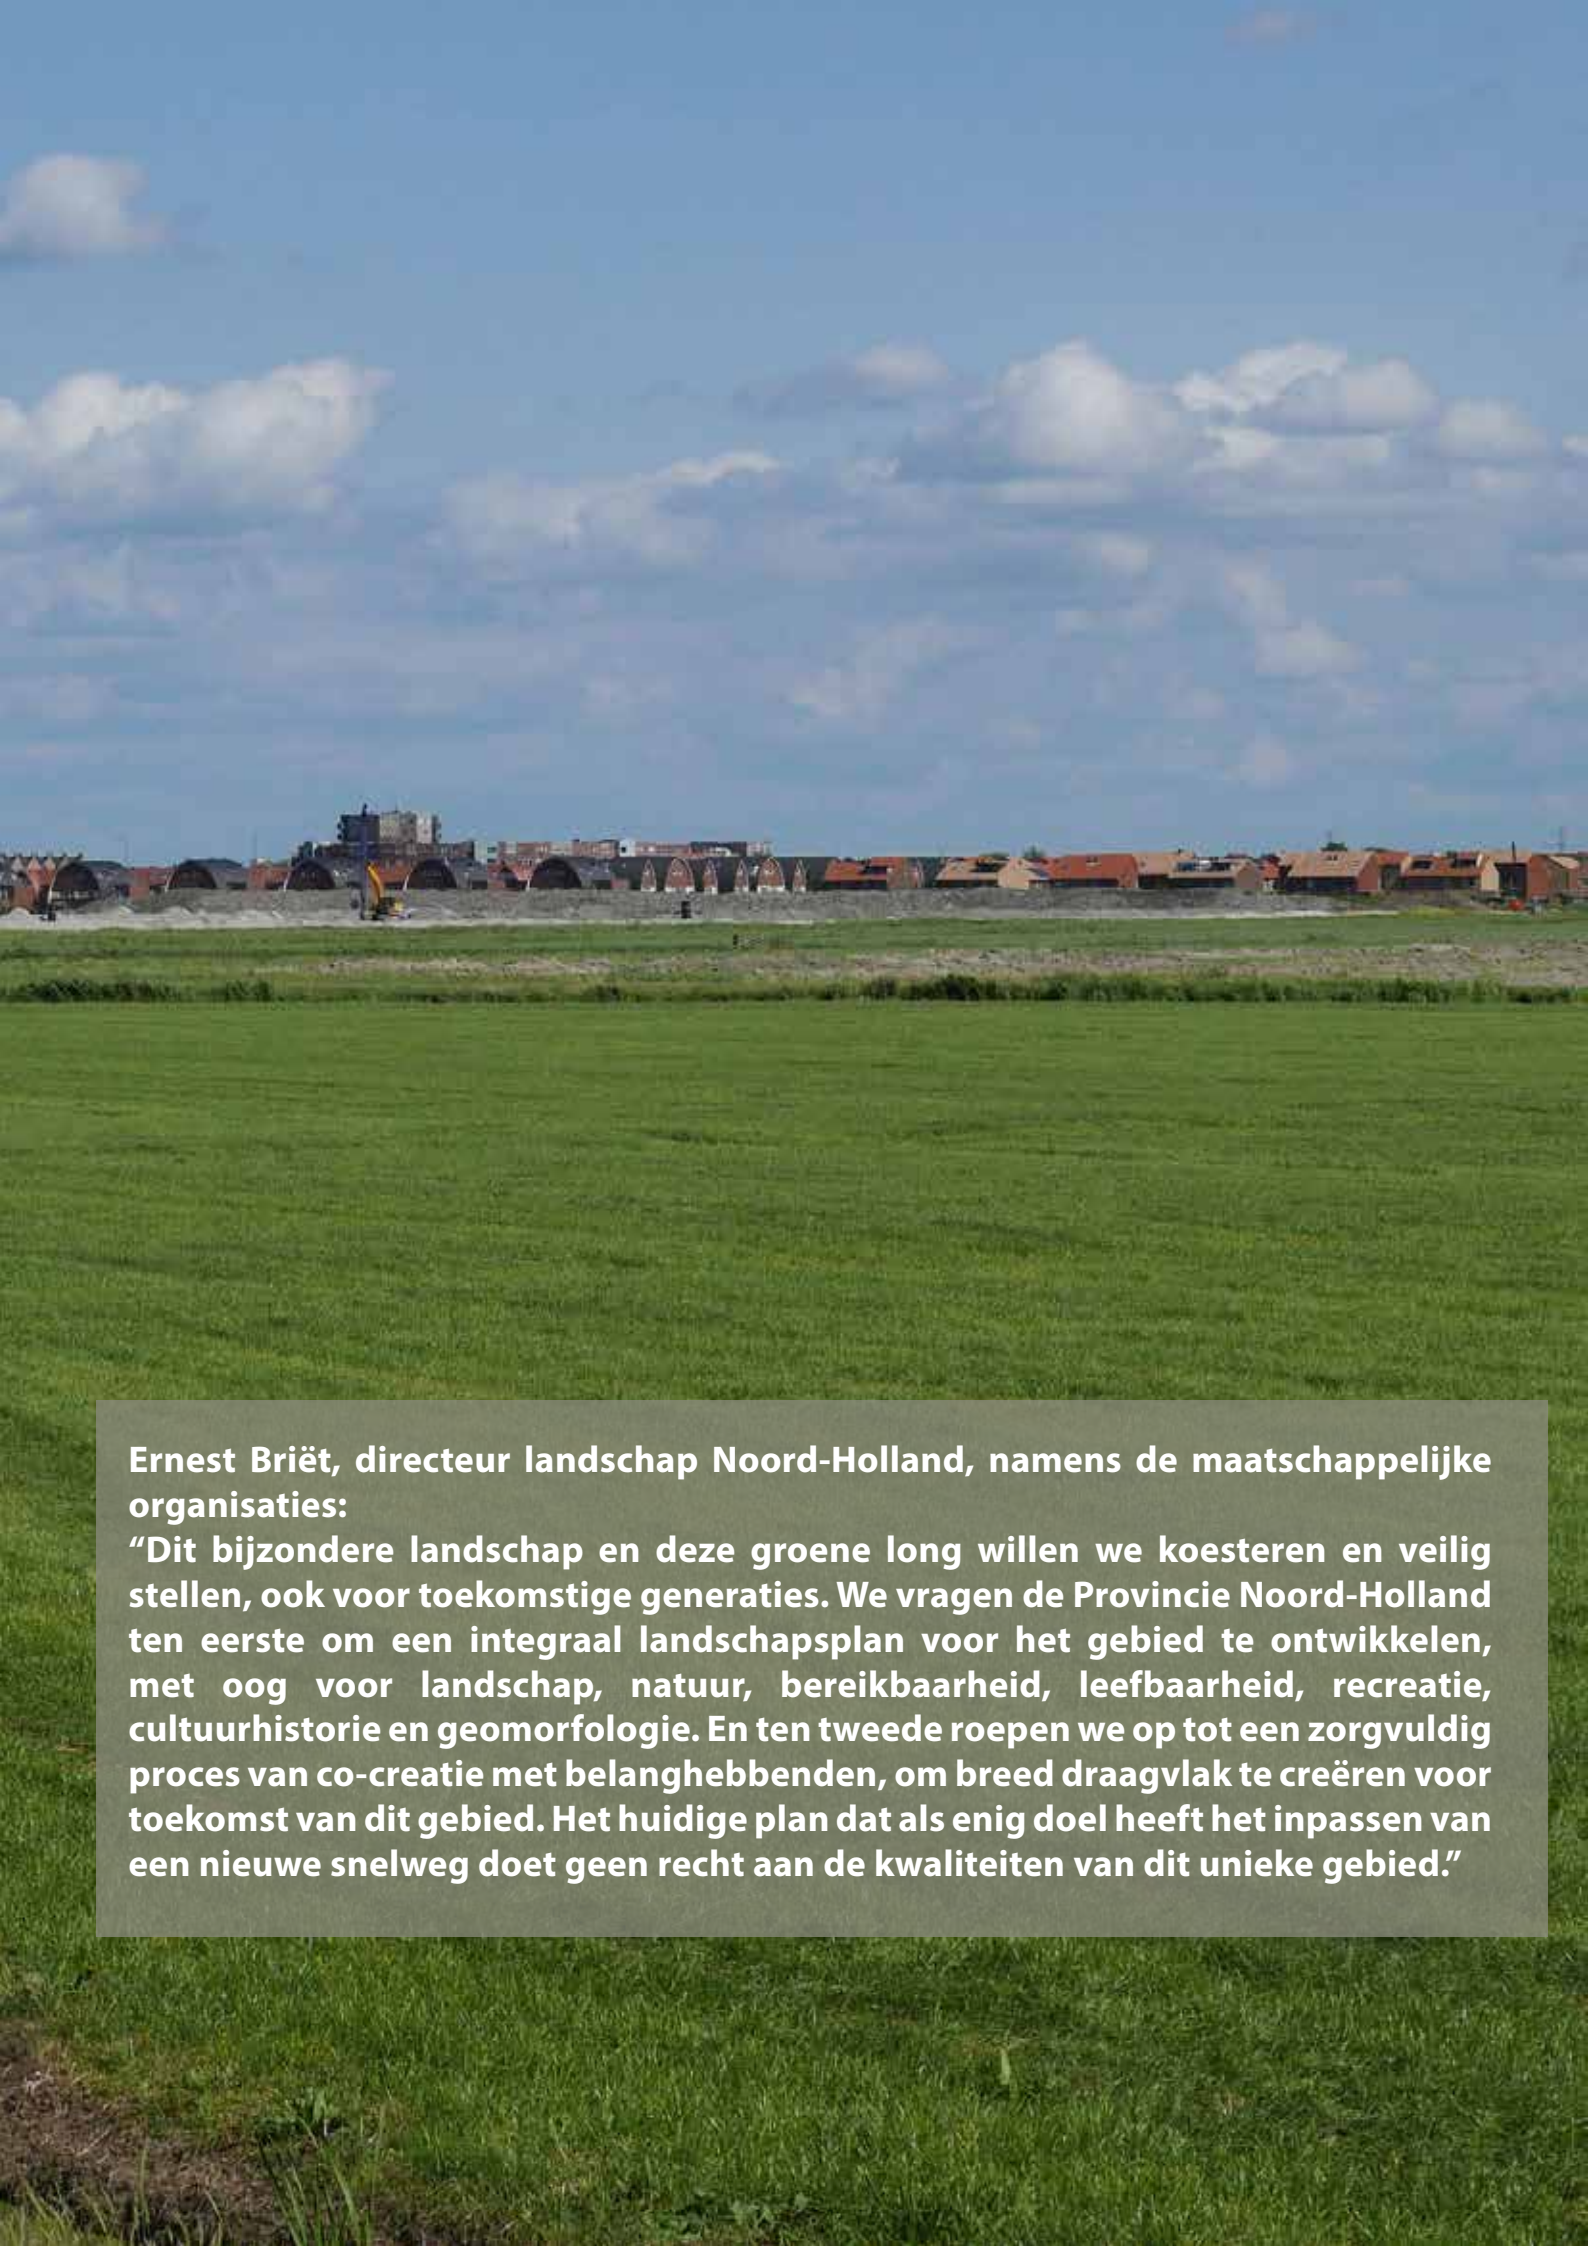 Ernest Briët, directeur landschap Noord-Holland, namens de maatschappelijke
organisaties:
“Dit bijzondere landschap en deze groene long willen we koesteren en veilig
stellen, ook voor toekomstige generaties. We vragen de Provincie Noord-Holland
ten eerste om een integraal landschapsplan voor het gebied te ontwikkelen,
met oog voor landschap, natuur, bereikbaarheid, leefbaarheid, recreatie,
cultuurhistorie en geomorfologie. En ten tweede roepen we op tot een zorgvuldig
proces van co-creatie met belanghebbenden, om breed draagvlak te creëren voor
toekomst van dit gebied. Het huidige plan dat als enig doel heeft het inpassen van
een nieuwe snelweg doet geen recht aan de kwaliteiten van dit unieke gebied.”